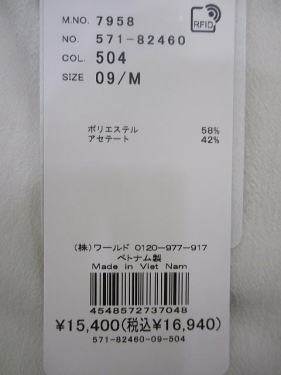 M.NO. 7958
RFID
NO. 571-82460
COL. 504
SIZE 09/M
ポリエステル 58%
アセテート 42%
(株)ワールド 0120-977-917
ベトナム製
Made in Viet Nam
4548572737048
¥15,400(税込¥16,940)
571-82460-09-504